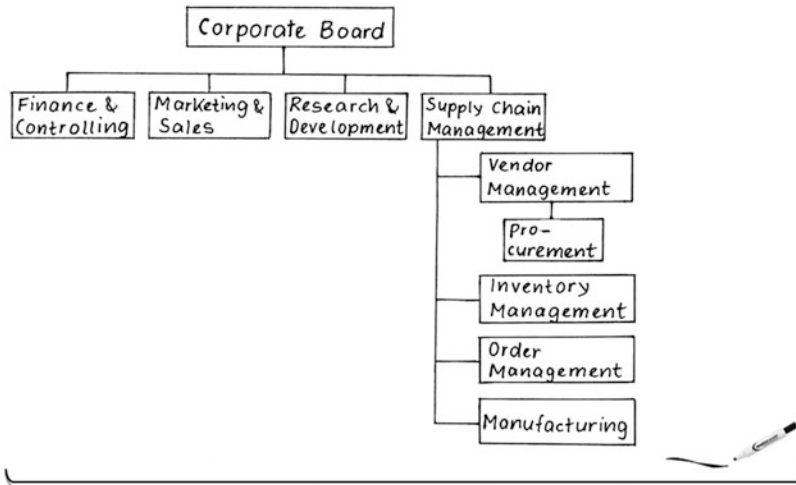 Corporate Board
Finance &
Controlling
Marketing &
Sales
Research &
Development
Supply Chain
Management
Vendor
Management
Pro-
curement
Inventory
Management
Order
Management
Manufacturing